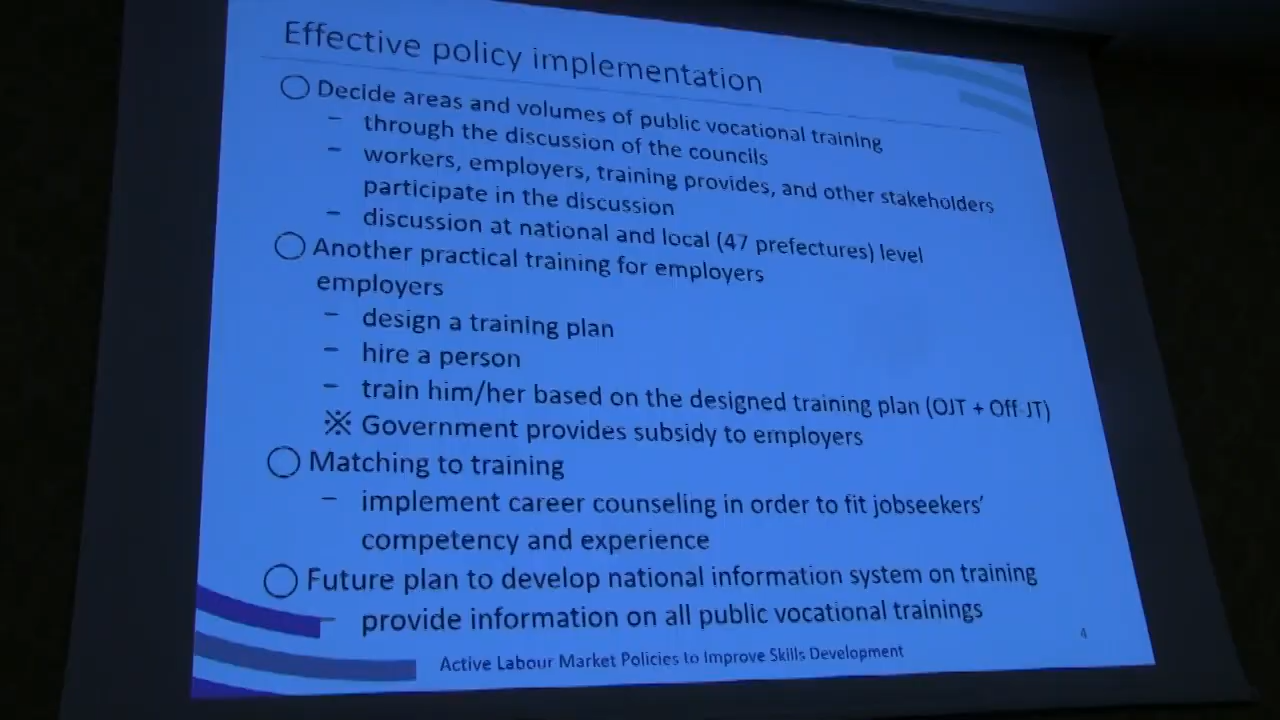 Effective policy implementation
○ Decide areas and volumes of public vocational training
– through the discussion of the councils
– workers, employers, training provides, and other stakeholders
participate in the discussion
– discussion at national and local (47 prefectures) level
○ Another practical training for employers
employers
– design a training plan
– hire a person
– train him/her based on the designed training plan (OJT + Off-JT)
※ Government provides subsidy to employers
○ Matching to training
– implement career counseling in order to fit jobseekers'
competency and experience
○ Future plan to develop national information system on training
– provide information on all public vocational trainings
4
Active Labour Market Policies to Improve Skills Development